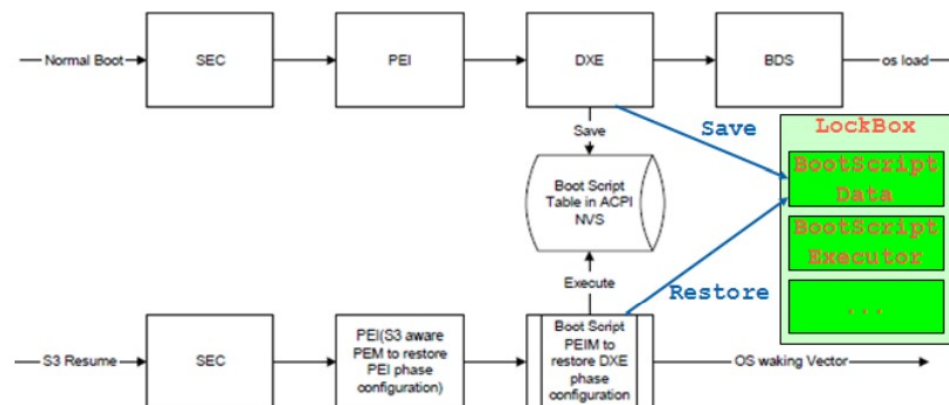 Normal Boot
SEC
PEI
DXE
BDS
os load
Save
Save
LockBox
BootScript
Data
BootScript
Executor
...
Boot Script
Table in ACPI
NVS
Execute
Restore
S3 Resume
SEC
PEI(S3 aware
PEM to restore
PEI phase
configuration)
Boot Script
PEIM to
restore DXE
phase
configuration
OS waking Vector